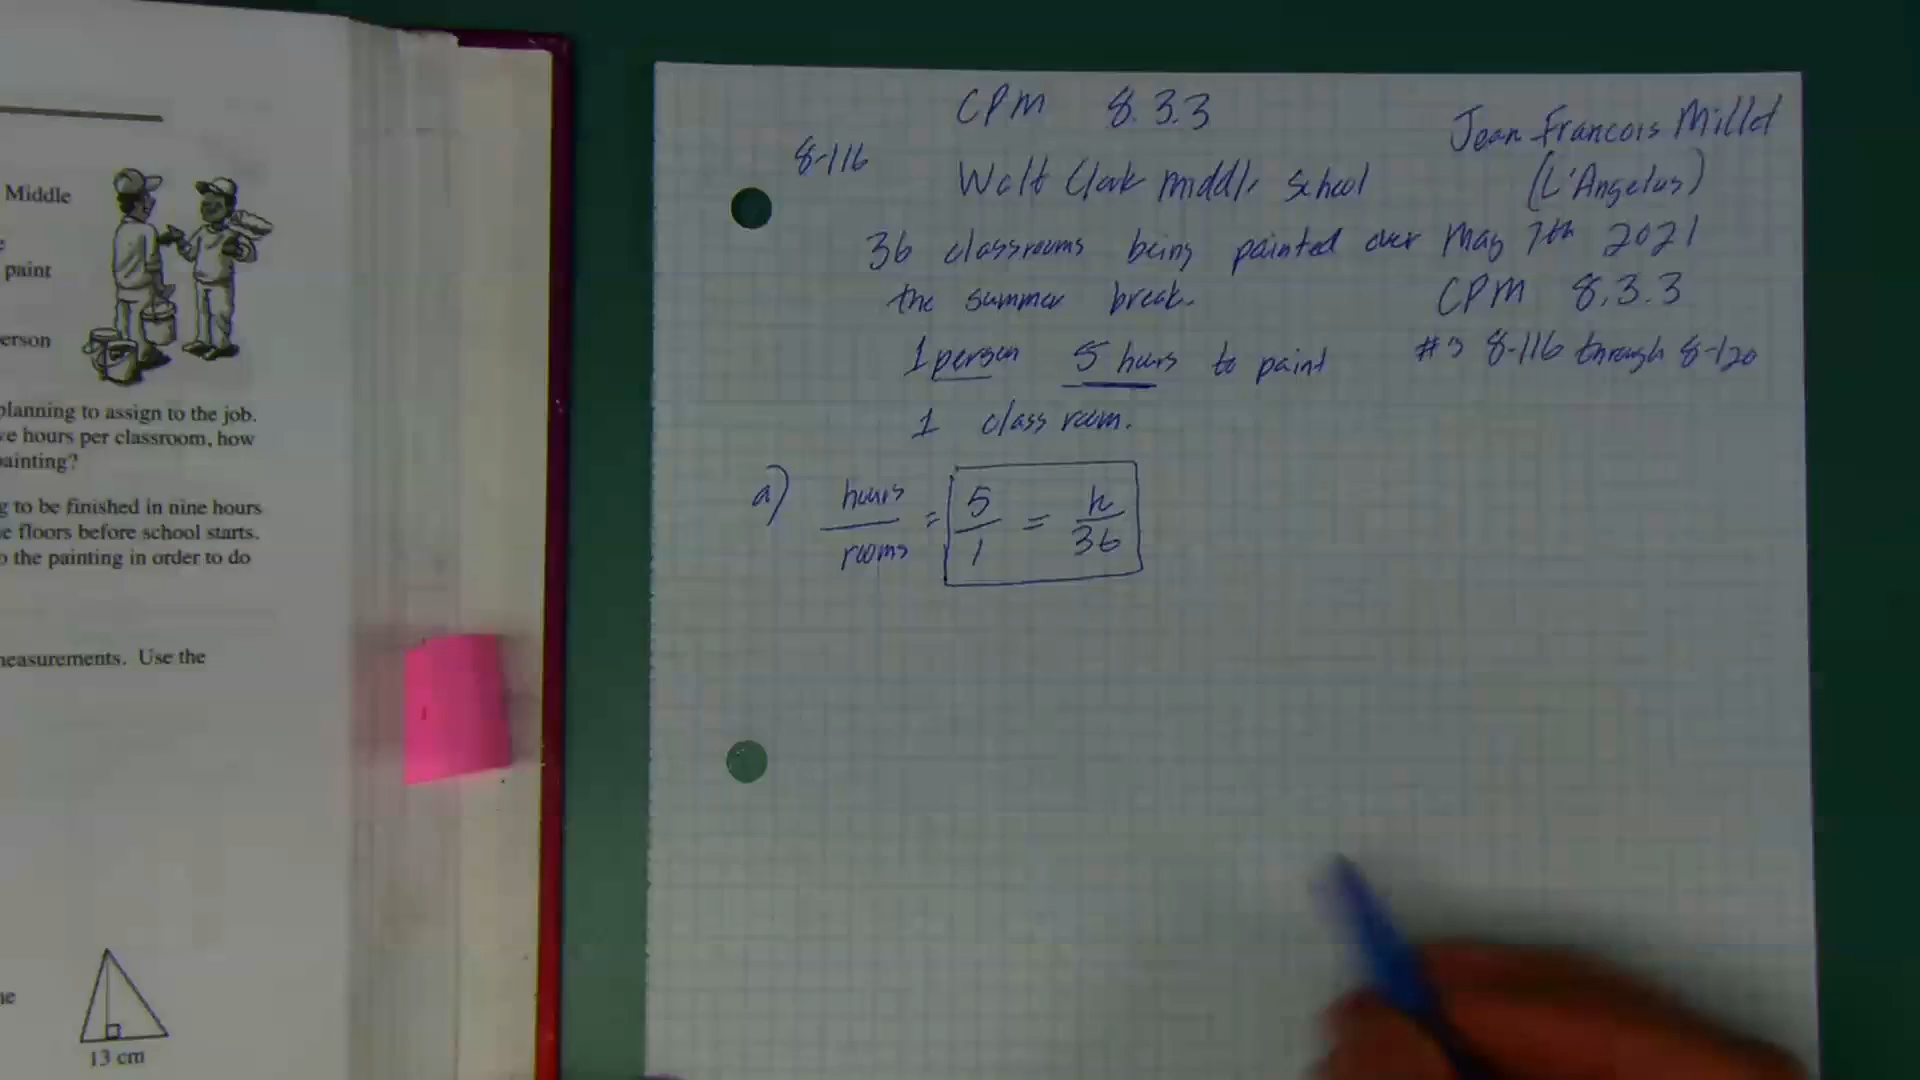 Middle
paint
erson
planning to assign to the job.
ve hours per classroom, how
painting?
g to be finished in nine hours
e floors before school starts.
o the painting in order to do
measurements. Use the
13 cm
CPM 8.3.3
8-116
Walt Clark Middle School
36 classrooms being painted over
the summer break.
1 person 5 hours to paint
1 class room.
a) hours / rooms = 5 / 1 = h / 36
Jean Francois Millet
(L'Angelus)
May 7th 2021
CPM 8.3.3
#'s 8-116 through 8-120